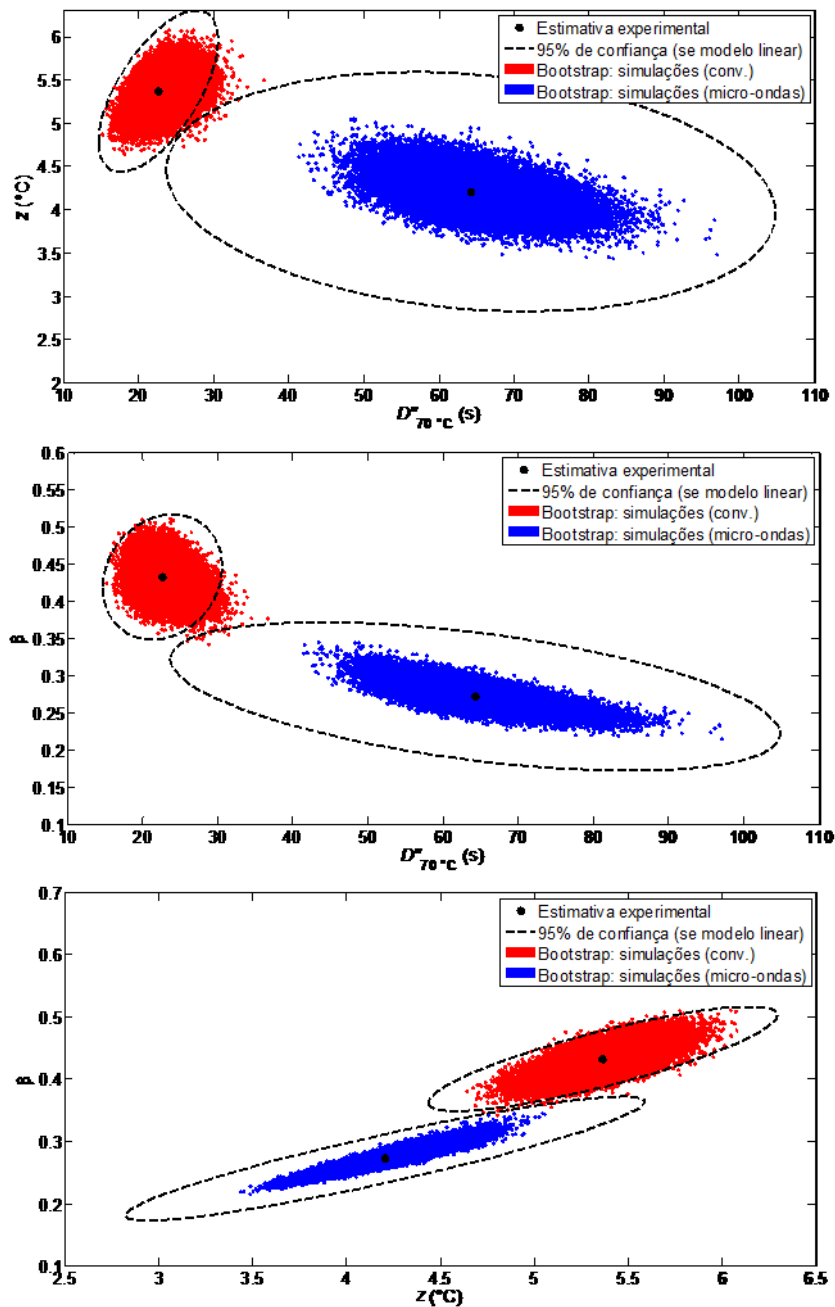 Estimativa experimental
95% de confiança (se modelo linear)
Bootstrap: simulações (conv.)
Bootstrap: simulações (micro-ondas)
6
5.5
5
4.5
4
3.5
3
2.5
2
z (°C)
10 20 30 40 50 60 70 80 90 100 110
D"70 °C (s)
Estimativa experimental
95% de confiança (se modelo linear)
Bootstrap: simulações (conv.)
Bootstrap: simulações (micro-ondas)
0.6
0.55
0.5
0.45
0.4
0.35
0.3
0.25
0.2
0.15
0.1
β
10 20 30 40 50 60 70 80 90 100 110
D"70 °C (s)
Estimativa experimental
95% de confiança (se modelo linear)
Bootstrap: simulações (conv.)
Bootstrap: simulações (micro-ondas)
0.7
0.6
0.5
0.4
0.3
0.2
0.1
β
2.5 3 3.5 4 4.5 5 5.5 6 6.5
z (°C)